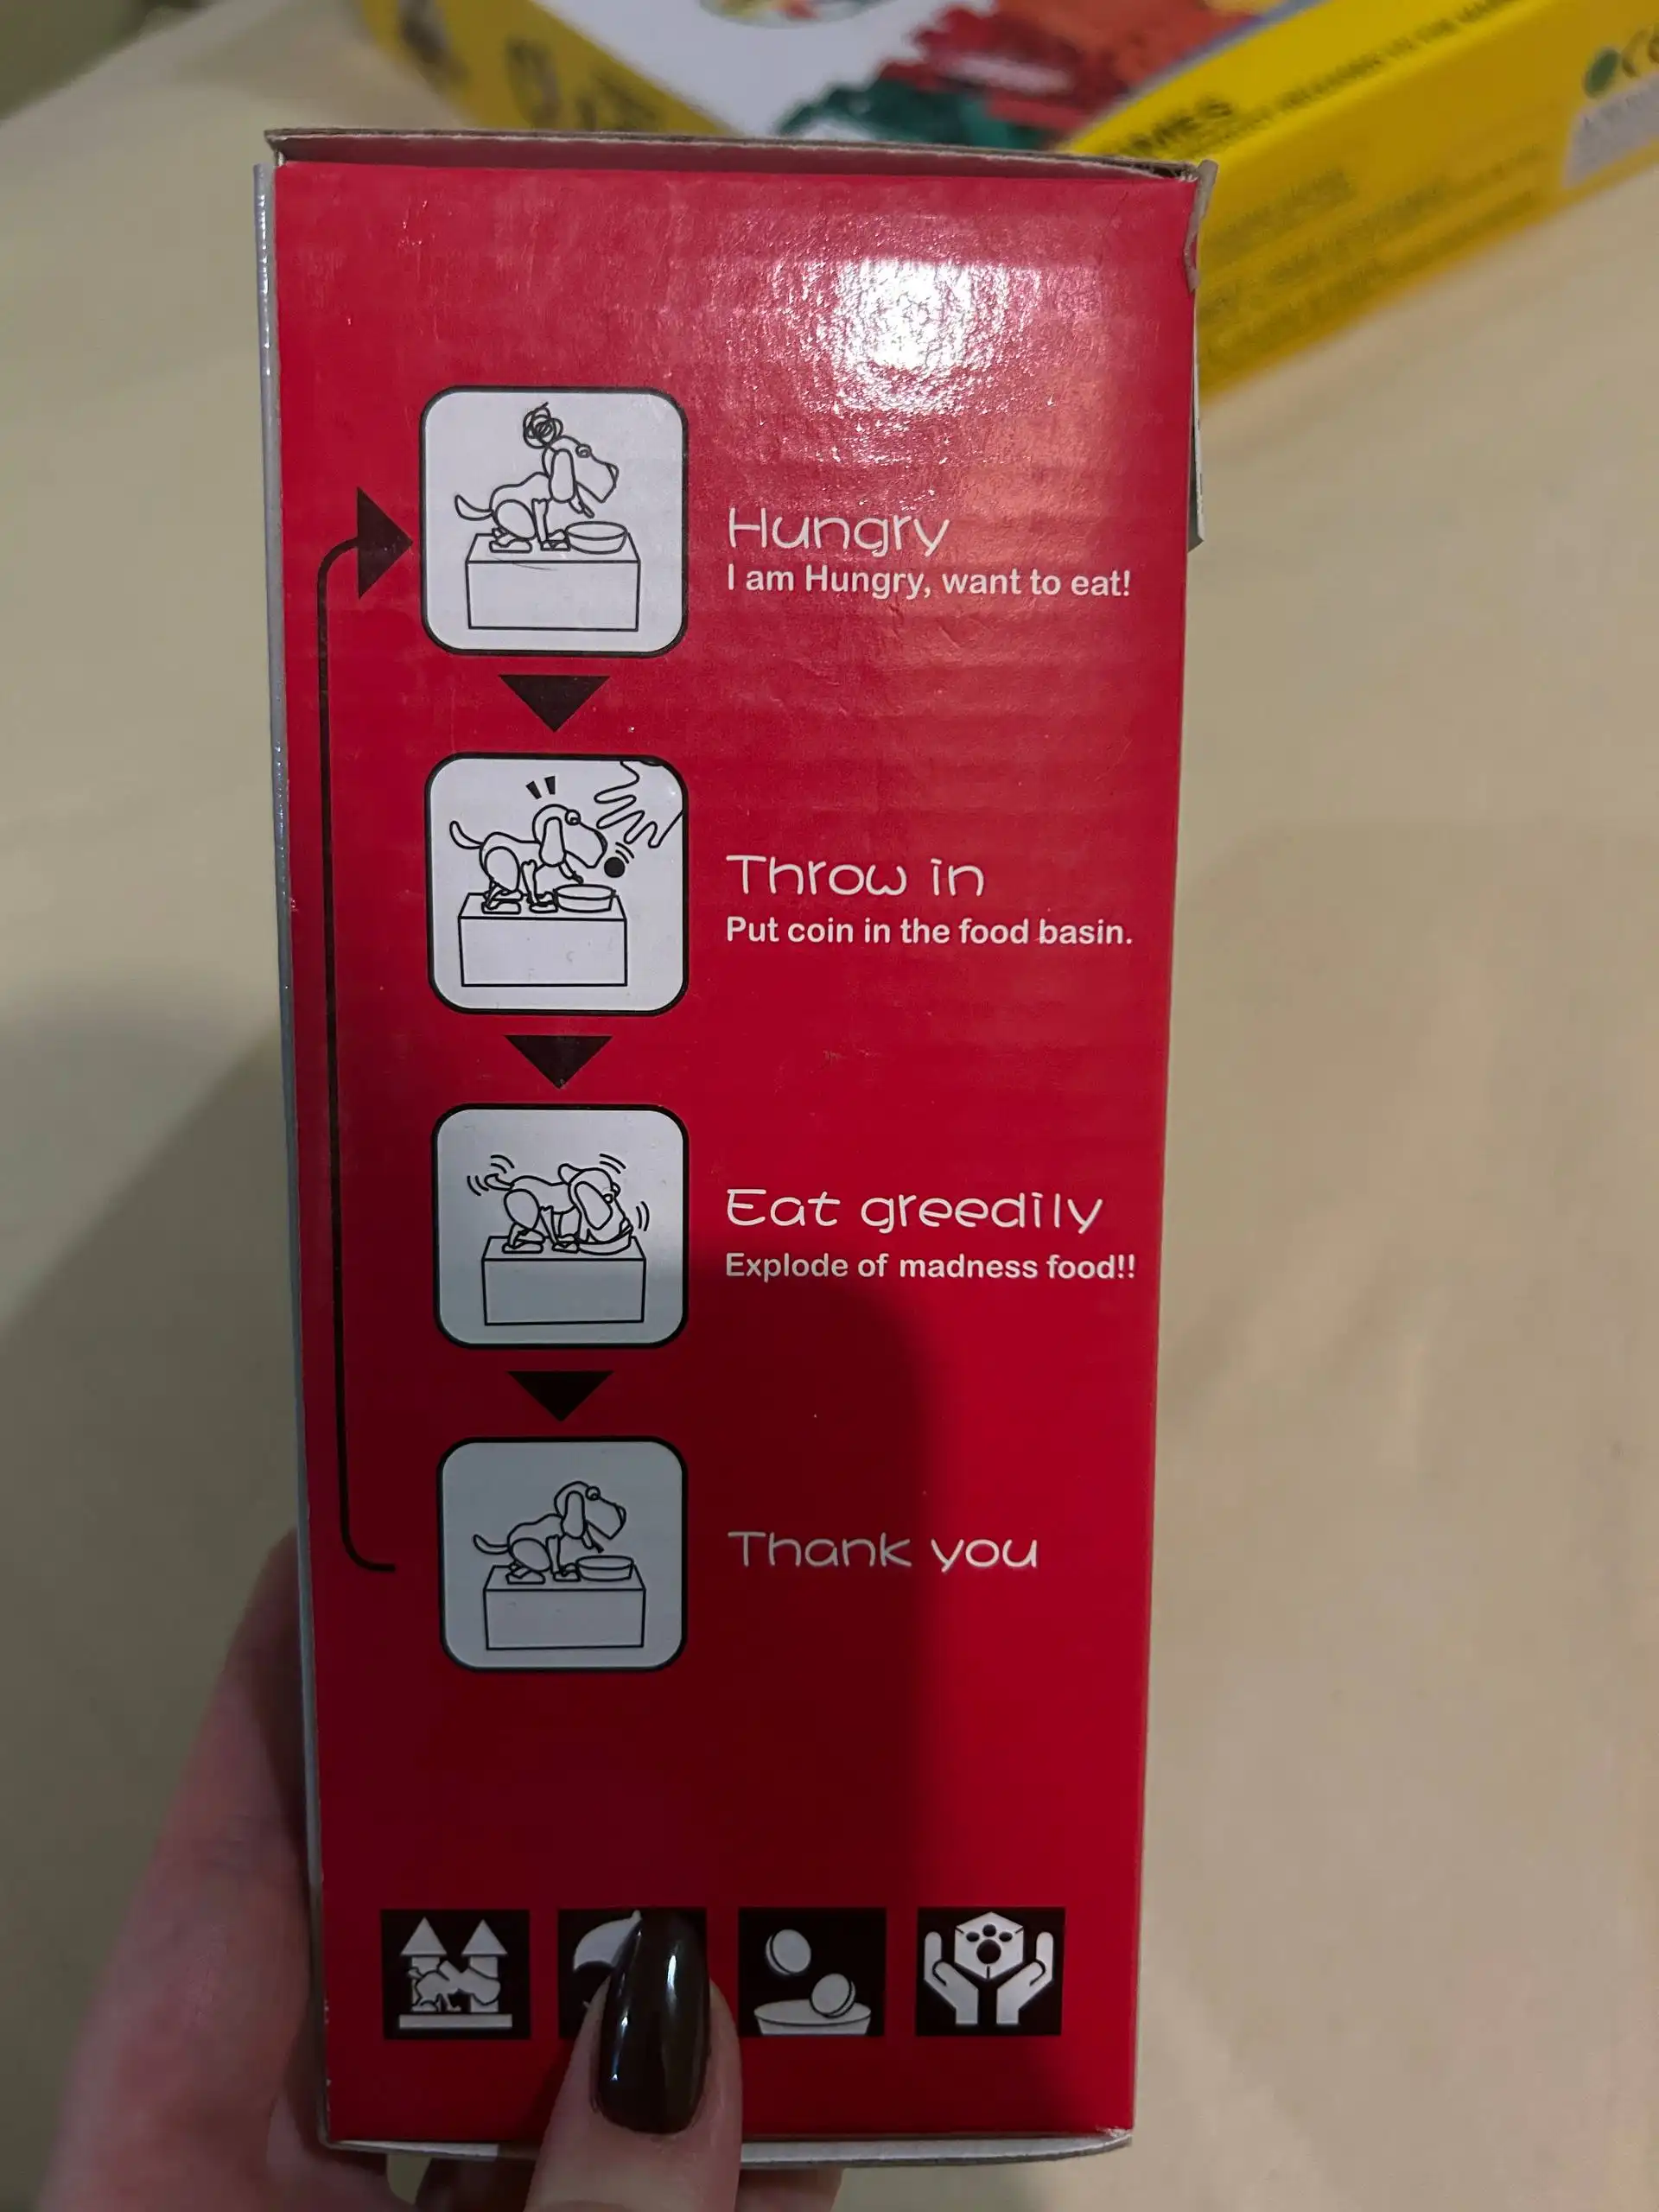 Hungry
I am Hungry, want to eat!
Throw in
Put coin in the food basin.
Eat greedily
Explode of madness food!!
Thank you